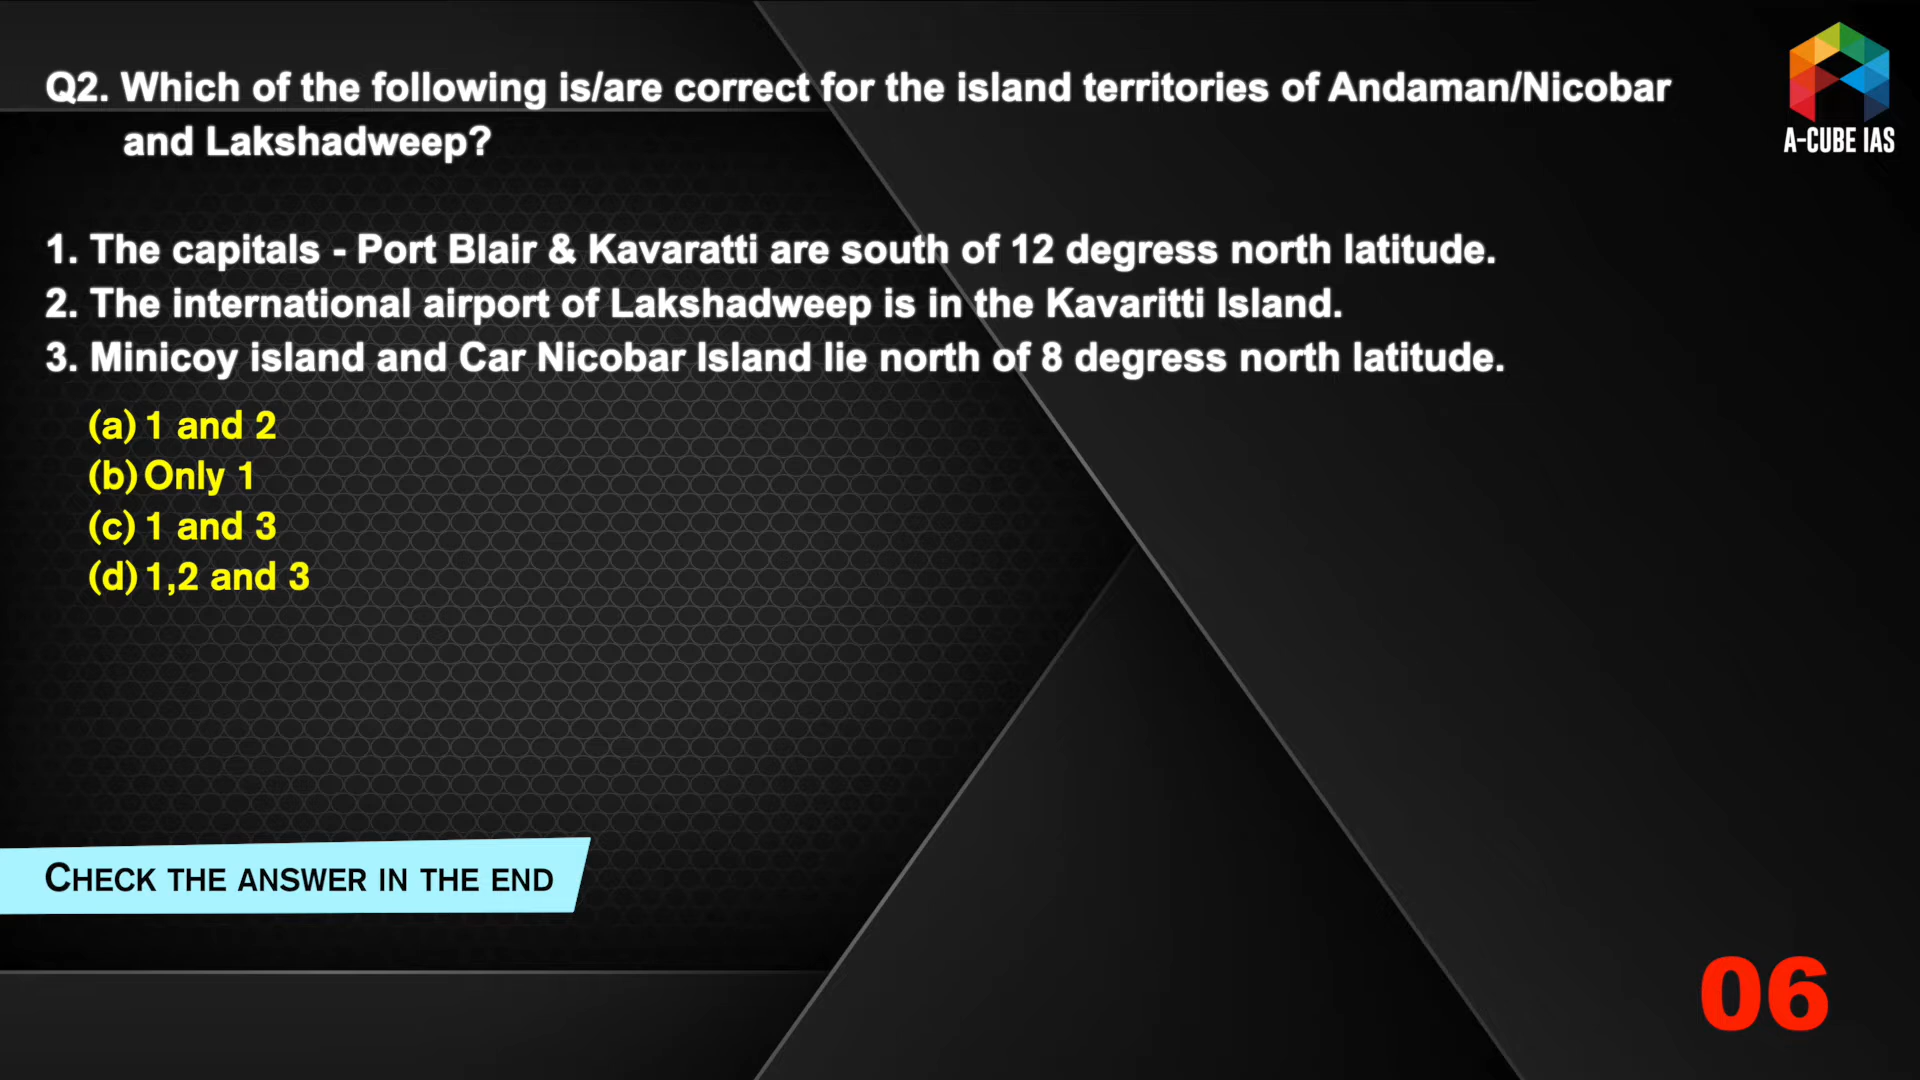 Q2. Which of the following is/are correct for the island territories of Andaman/Nicobar
and Lakshadweep?
A-CUBE IAS
1. The capitals - Port Blair & Kavaratti are south of 12 degress north latitude.
2. The international airport of Lakshadweep is in the Kavaritti Island.
3. Minicoy island and Car Nicobar Island lie north of 8 degress north latitude.
(a) 1 and 2
(b) Only 1
(c) 1 and 3
(d) 1,2 and 3
CHECK THE ANSWER IN THE END
06